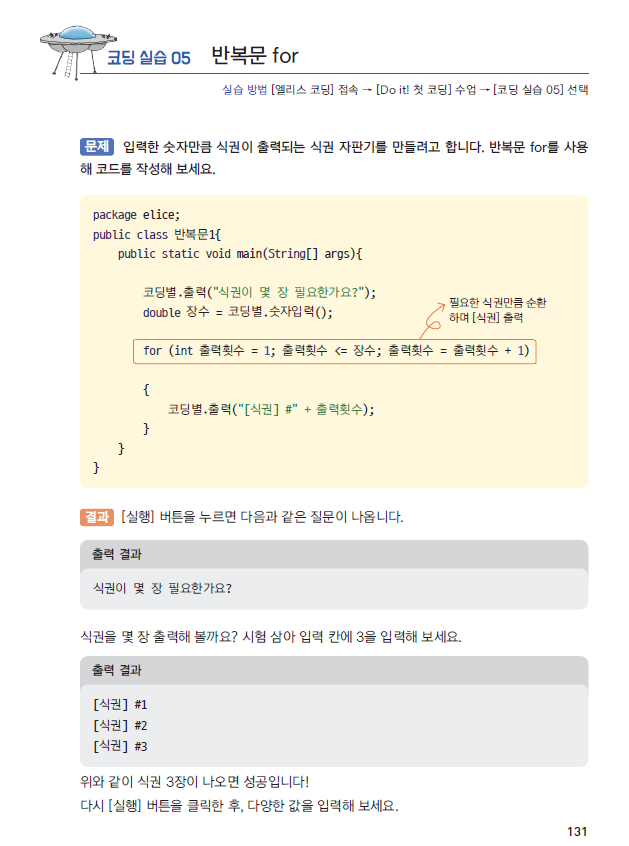 코딩 실습 05 반복문 for
실습 방법 [엘리스 코딩] 접속 → [Do it! 첫 코딩] 수업 → [코딩 실습 05] 선택
문제 입력한 숫자만큼 식권이 출력되는 식권 자판기를 만들려고 합니다. 반복문 for를 사용
해 코드를 작성해 보세요.
package elice;
public class 반복문1{
public static void main(String[] args){
코딩별.출력("식권이 몇 장 필요한가요?");
double 장수 = 코딩별.숫자입력();
필요한 식권만큼 순환
하며 [식권] 출력
for (int 출력횟수 = 1; 출력횟수 <= 장수; 출력횟수 = 출력횟수 + 1)
{
코딩별.출력("[식권] #" + 출력횟수);
}
}
}
결과 [실행] 버튼을 누르면 다음과 같은 질문이 나옵니다.
출력 결과
식권이 몇 장 필요한가요?
식권을 몇 장 출력해 볼까요? 시험 삼아 입력 칸에 3을 입력해 보세요.
출력 결과
[식권] #1
[식권] #2
[식권] #3
위와 같이 식권 3장이 나오면 성공입니다!
다시 [실행] 버튼을 클릭한 후, 다양한 값을 입력해 보세요.
131